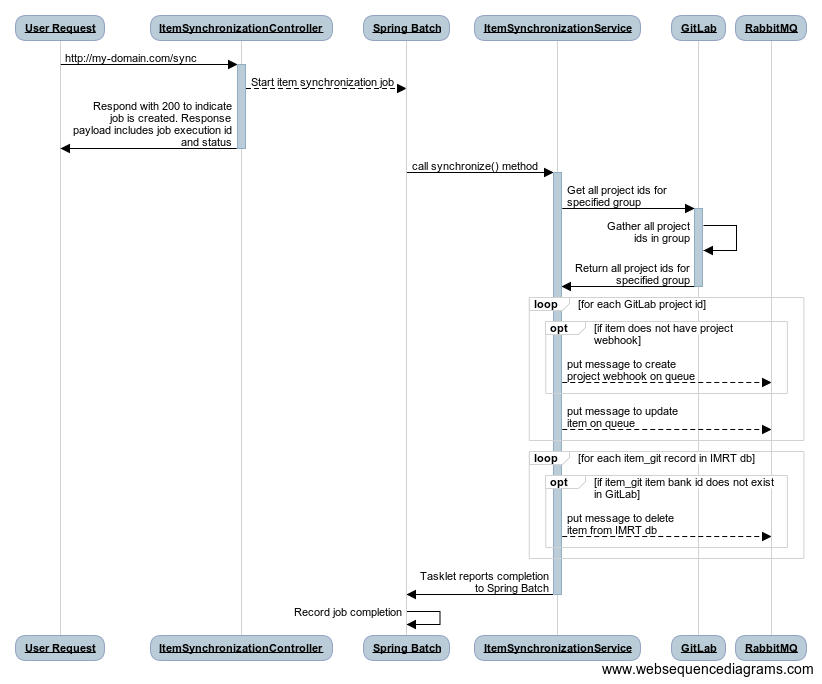 User Request
ItemSynchronizationController
Spring Batch
ItemSynchronizationService
GitLab
RabbitMQ
http://my-domain.com/sync
Start item synchronization job
Respond with 200 to indicate
job is created. Response
payload includes job execution id
and status
call synchronize() method
Get all project ids for
specified group
Gather all project
ids in group
Return all project ids for
specified group
loop
[for each GitLab project id]
opt
[if item does not have project
webhook]
put message to create
project webhook on queue
put message to update
item on queue
loop
[for each item_git record in IMRT db]
opt
[if item_git item bank id does not exist
in GitLab]
put message to delete
item from IMRT db
Tasklet reports completion
to Spring Batch
Record job completion
User Request
ItemSynchronizationController
Spring Batch
ItemSynchronizationService
GitLab
RabbitMQ
www.websequencediagrams.com